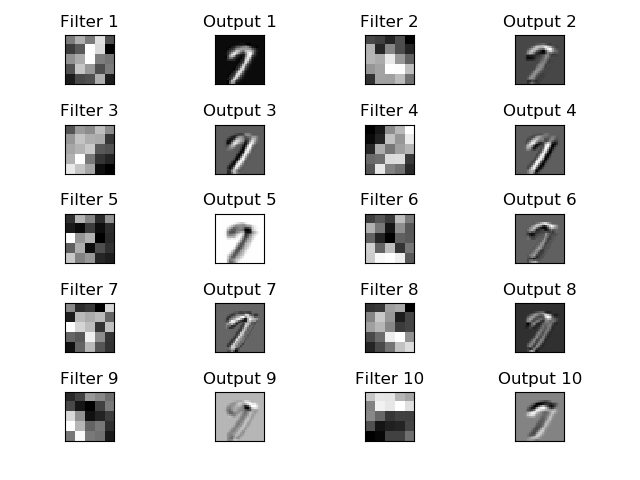 Filter 1 Output 1 Filter 2 Output 2
Filter 3 Output 3 Filter 4 Output 4
Filter 5 Output 5 Filter 6 Output 6
Filter 7 Output 7 Filter 8 Output 8
Filter 9 Output 9 Filter 10 Output 10